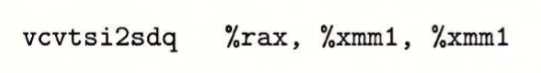 vcvtsi2sdq %rax, %xmm1, %xmm1